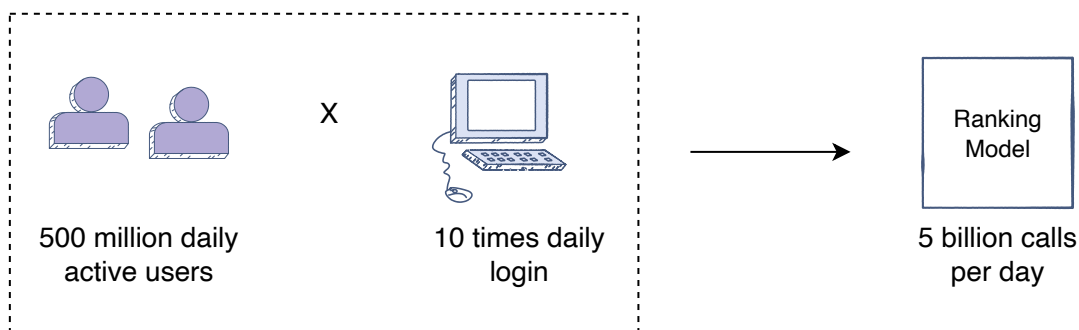 X
500 million daily
active users
10 times daily
login
Ranking
Model
5 billion calls
per day